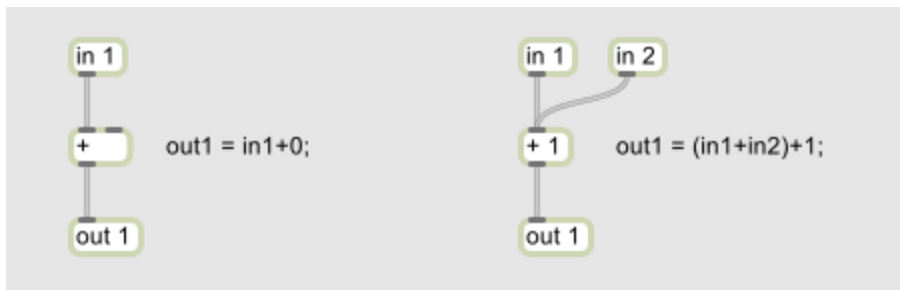 in 1
in 1
in 2
+
out1 = in1+0;
+ 1
out1 = (in1+in2)+1;
out 1
out 1